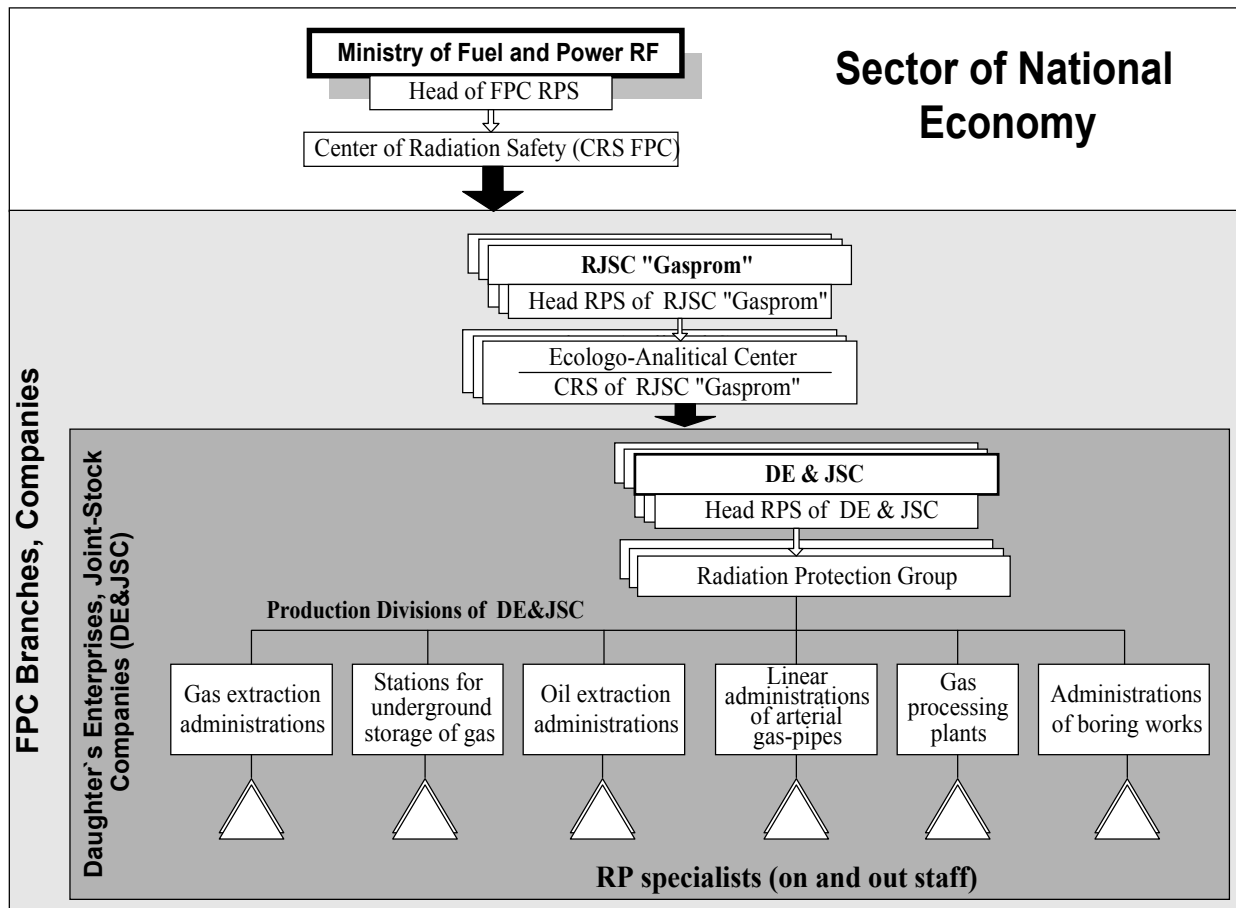 Ministry of Fuel and Power RF
Head of FPC RPS
Center of Radiation Safety (CRS FPC)
Sector of National
Economy
FPC Branches, Companies
RJSC "Gasprom"
Head RPS of RJSC "Gasprom"
Ecologo-Analitical Center
CRS of RJSC "Gasprom"
Daughter`s Enterprises, Joint-Stock
Companies (DE&JSC)
DE & JSC
Head RPS of DE & JSC
Radiation Protection Group
Production Divisions of DE&JSC
Gas extraction
administrations
Stations for
underground
storage of gas
Oil extraction
administrations
Linear
administrations
of arterial
gas-pipes
Gas
processing
plants
Administrations
of boring works
RP specialists (on and out staff)